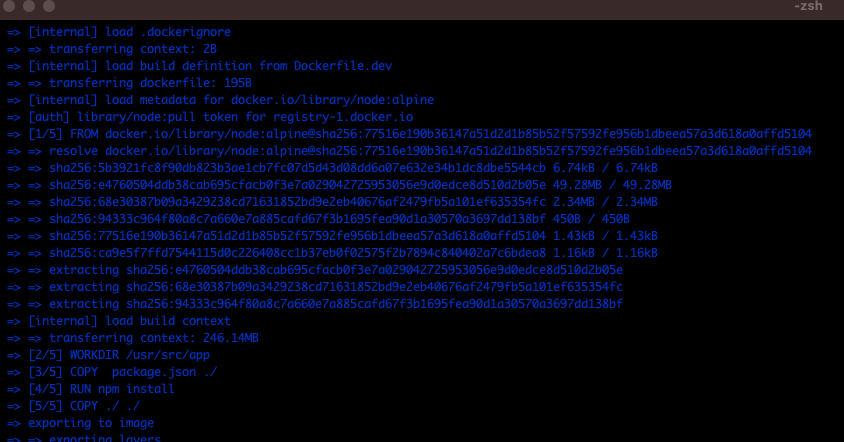 -zsh
=> [internal] load .dockerignore
=> => transferring context: 2B
=> [internal] load build definition from Dockerfile.dev
=> => transferring dockerfile: 195B
=> [internal] load metadata for docker.io/library/node:alpine
=> [auth] library/node:pull token for registry-1.docker.io
=> [1/5] FROM docker.io/library/node:alpine@sha256:77516e190b36147a51d2d1b85b52f57592fe956b1dbeea57a3d618a0affd5104
=> => resolve docker.io/library/node:alpine@sha256:77516e190b36147a51d2d1b85b52f57592fe956b1dbeea57a3d618a0affd5104
=> => sha256:5b3921fc8f90db823b3ae1cb7fc07d5d43d08dd6a07e632e34b1dc8dbe5544cb 6.74kB / 6.74kB
=> => sha256:e4760504ddb38cab695cfacb0f3e7a029042725953056e9d0edce8d510d2b05e 49.28MB / 49.28MB
=> => sha256:68e30387b09a3429238cd71631852bd9e2eb40676af2479fb5a101ef635354fc 2.34MB / 2.34MB
=> => sha256:94333c964f80a8c7a660e7a885cafd67f3b1695fea90d1a30570a3697dd138bf 450B / 450B
=> => sha256:77516e190b36147a51d2d1b85b52f57592fe956b1dbeea57a3d618a0affd5104 1.43kB / 1.43kB
=> => sha256:ca9e5f7ffd7544115d0c226408cc1b37eb0f02575f2b7894c840402a7c6bdea8 1.16kB / 1.16kB
=> => extracting sha256:e4760504ddb38cab695cfacb0f3e7a029042725953056e9d0edce8d510d2b05e
=> => extracting sha256:68e30387b09a3429238cd71631852bd9e2eb40676af2479fb5a101ef635354fc
=> => extracting sha256:94333c964f80a8c7a660e7a885cafd67f3b1695fea90d1a30570a3697dd138bf
=> [internal] load build context
=> => transferring context: 246.14MB
=> [2/5] WORKDIR /usr/src/app
=> [3/5] COPY  package.json ./
=> [4/5] RUN npm install
=> [5/5] COPY ./ ./
=> exporting to image
=> => exporting layers